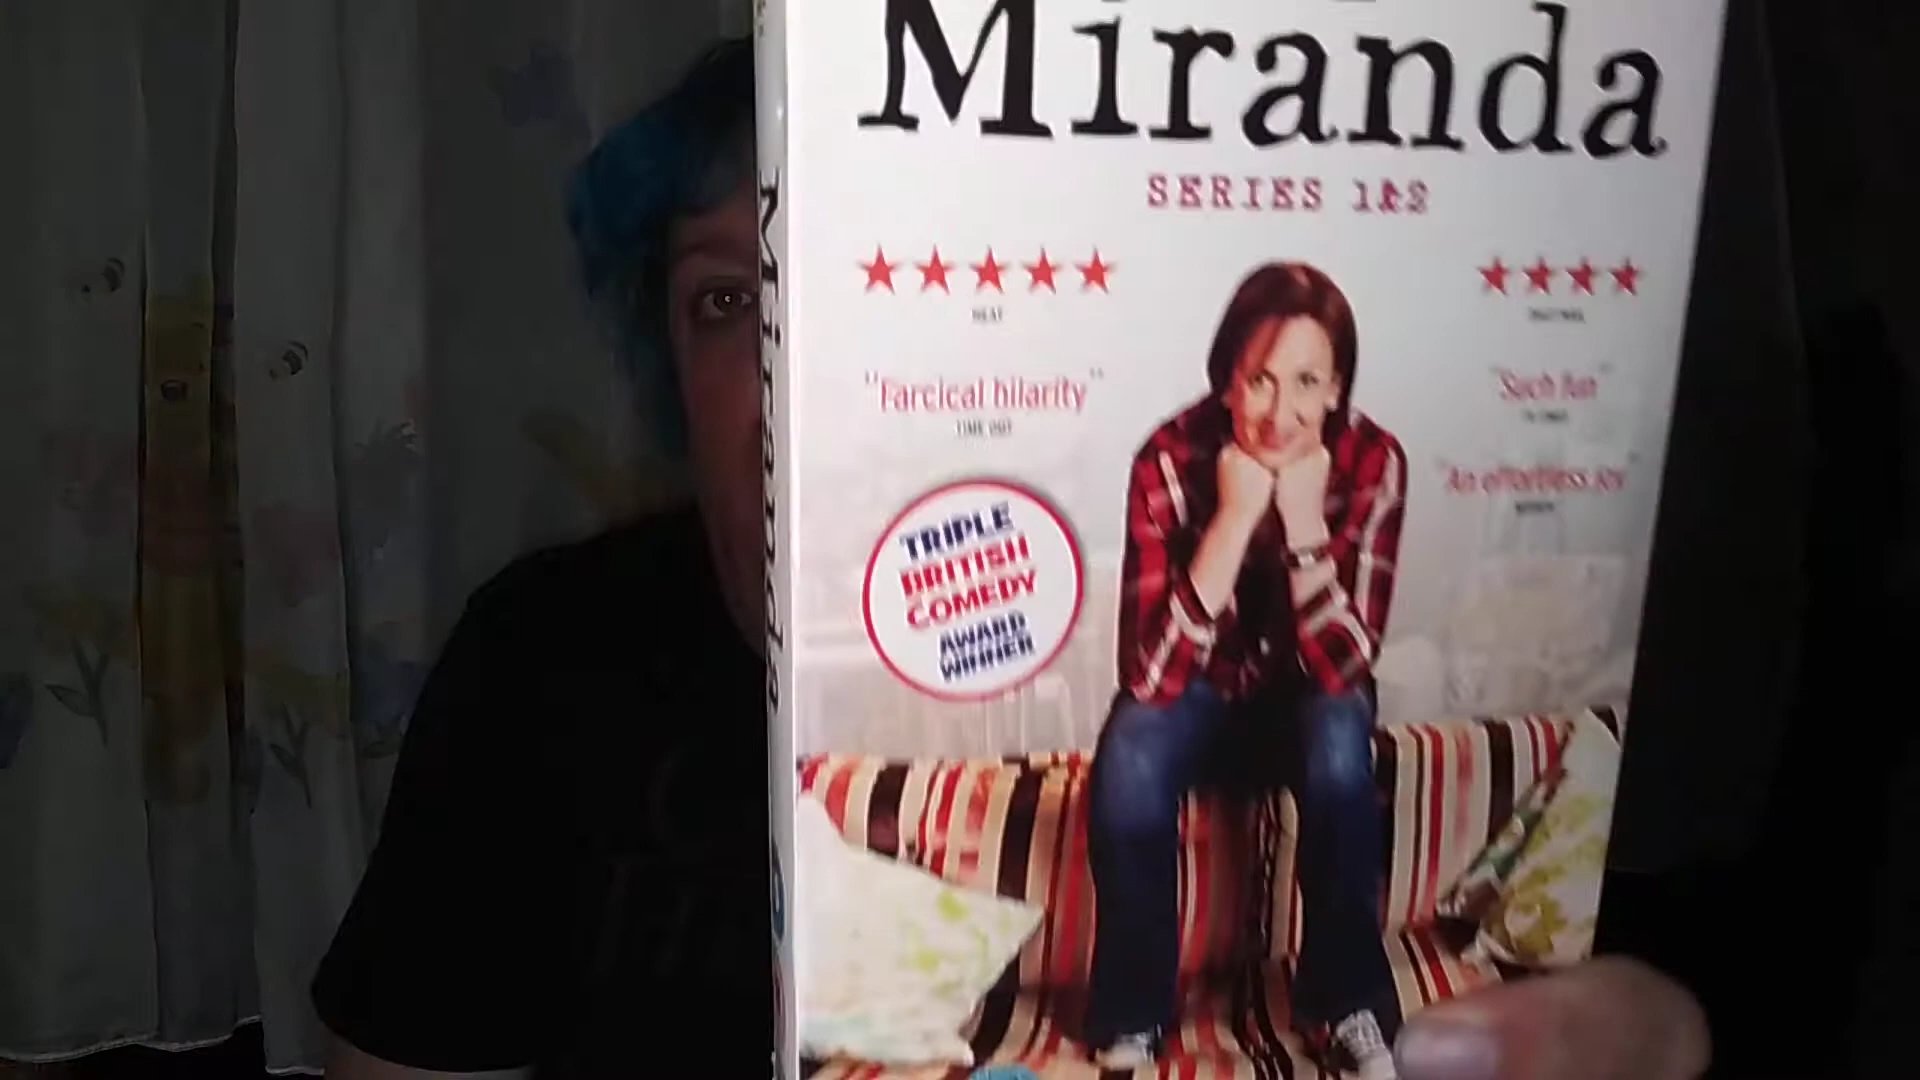 Miranda
SERIES 1&2
HEAT
"Farcical hilarity"
TIME OUT
"Such fun"
"An effortless joy"
TRIPLE
BRITISH
COMEDY
AWARD
WINNER
Miranda